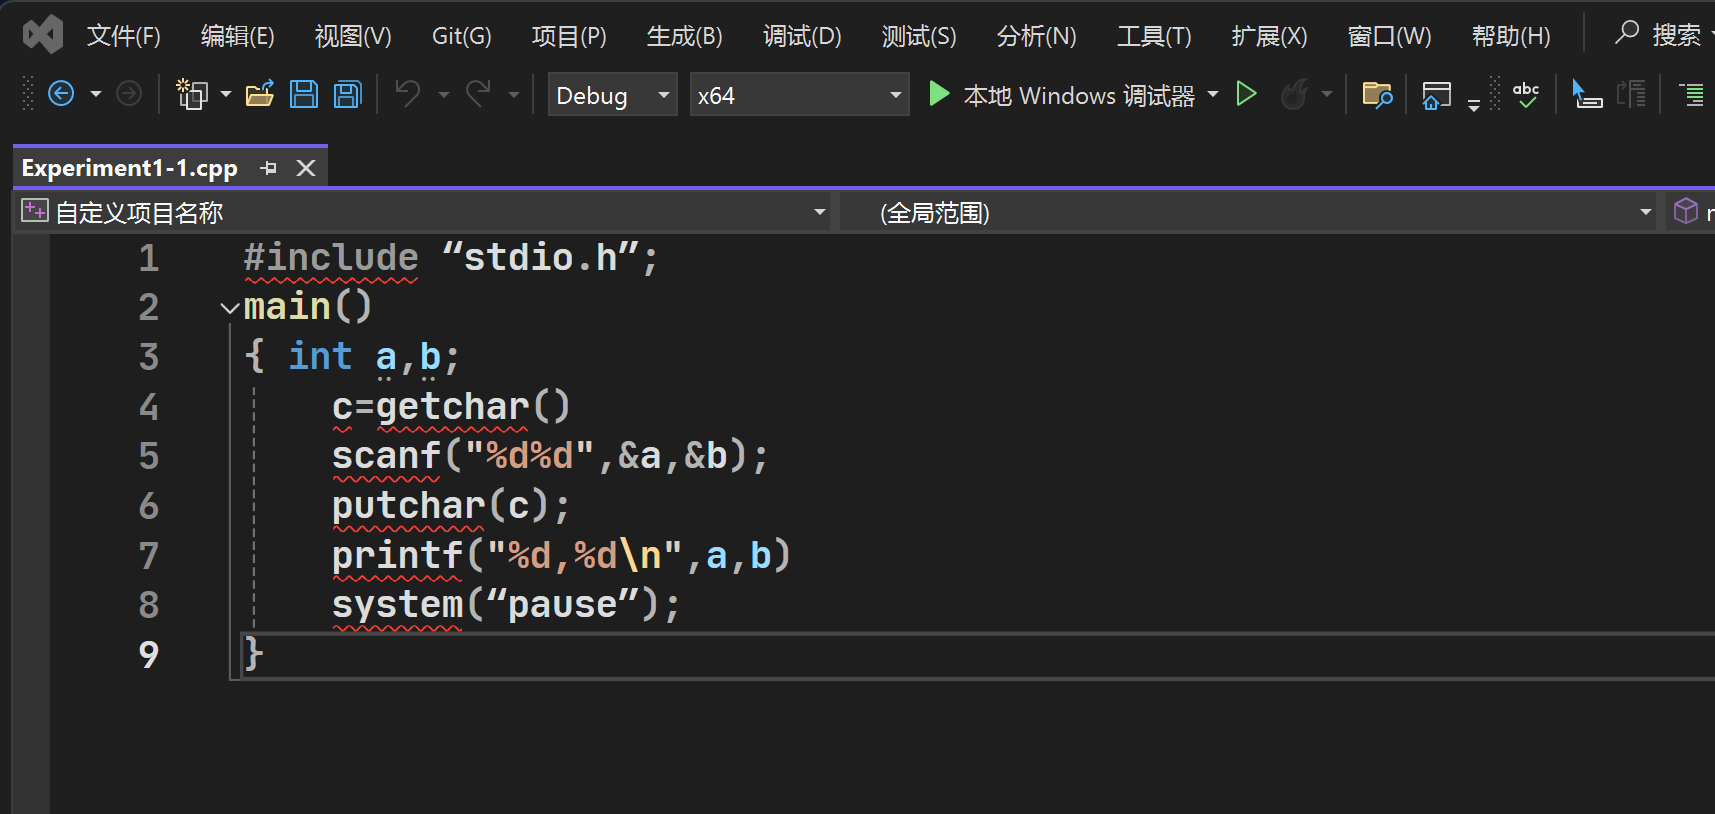 文件(F) 编辑(E) 视图(V) Git(G) 项目(P) 生成(B) 调试(D) 测试(S) 分析(N) 工具(T) 扩展(X) 窗口(W) 帮助(H) 搜索
Debug x64 本地 Windows 调试器 abc
Experiment1-1.cpp
自定义项目名称 (全局范围)
1 #include “stdio.h”;
2 main()
3 { int a,b;
4 c=getchar()
5 scanf("%d%d",&a,&b);
6 putchar(c);
7 printf("%d,%d\n",a,b)
8 system(“pause”);
9 }